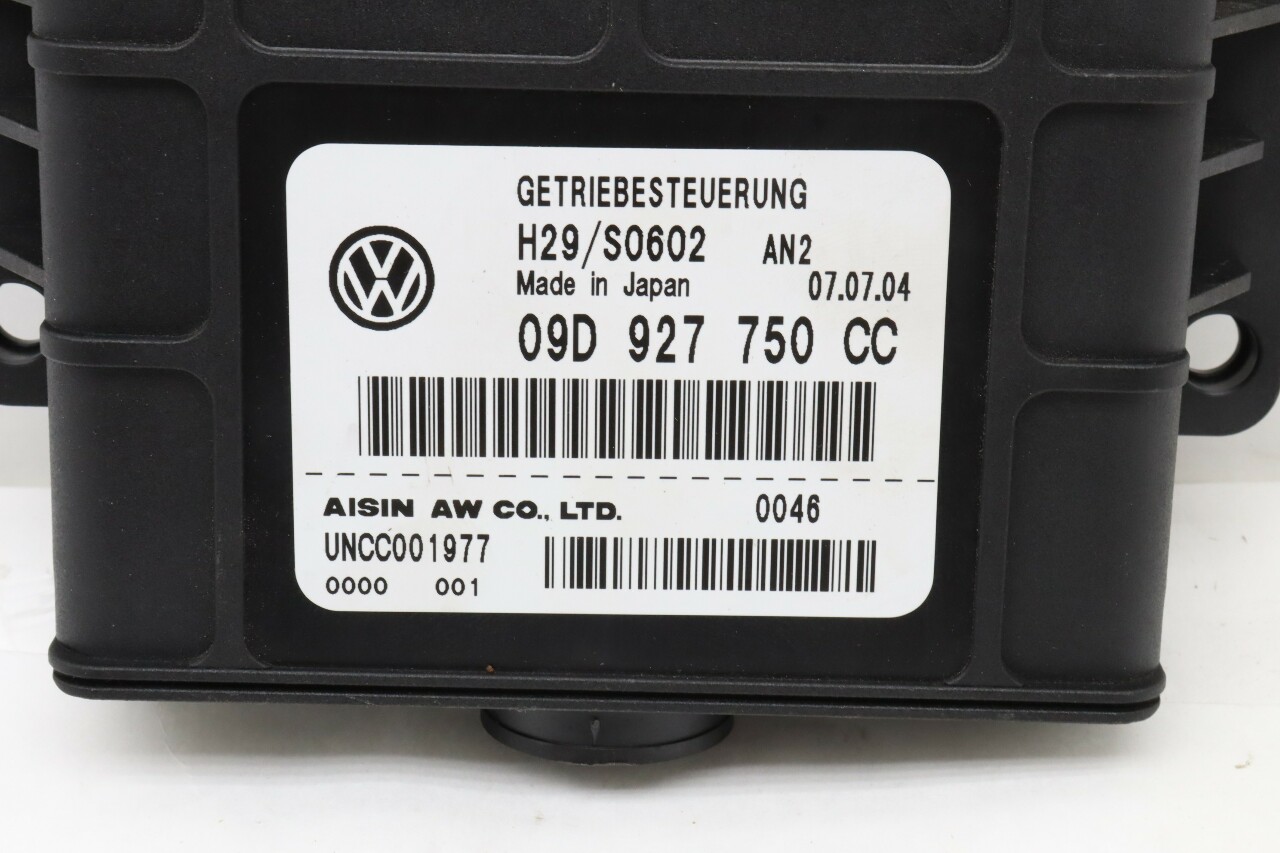 GETRIEBESTEUERUNG
H29/S0602 AN2
Made in Japan 07.07.04
09D 927 750 CC
AISIN AW CO., LTD. 0046
UNCC001977
0000 001